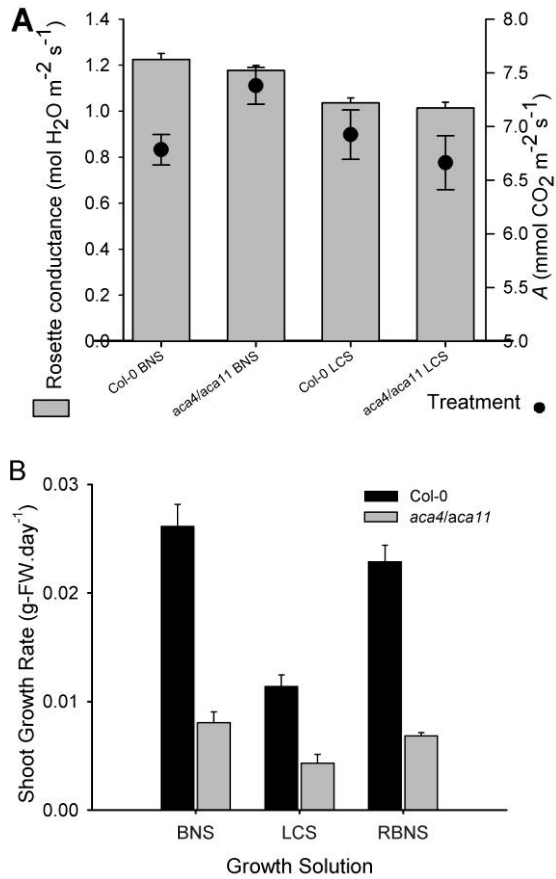 A
1.4
1.2
1.0
0.8
0.6
0.4
0.2
0.0
Rosette conductance (mol H₂O m⁻² s⁻¹)
8.0
7.5
7.0
6.5
6.0
5.5
5.0
A (mmol CO₂ m⁻²s⁻¹)
Col-0 BNS
aca4/aca11 BNS
Col-0 LCS
aca4/aca11 LCS
Treatment
B
0.03
0.02
0.01
0.00
Shoot Growth Rate (g-FW.day⁻¹)
Col-0
aca4/aca11
BNS
LCS
RBNS
Growth Solution